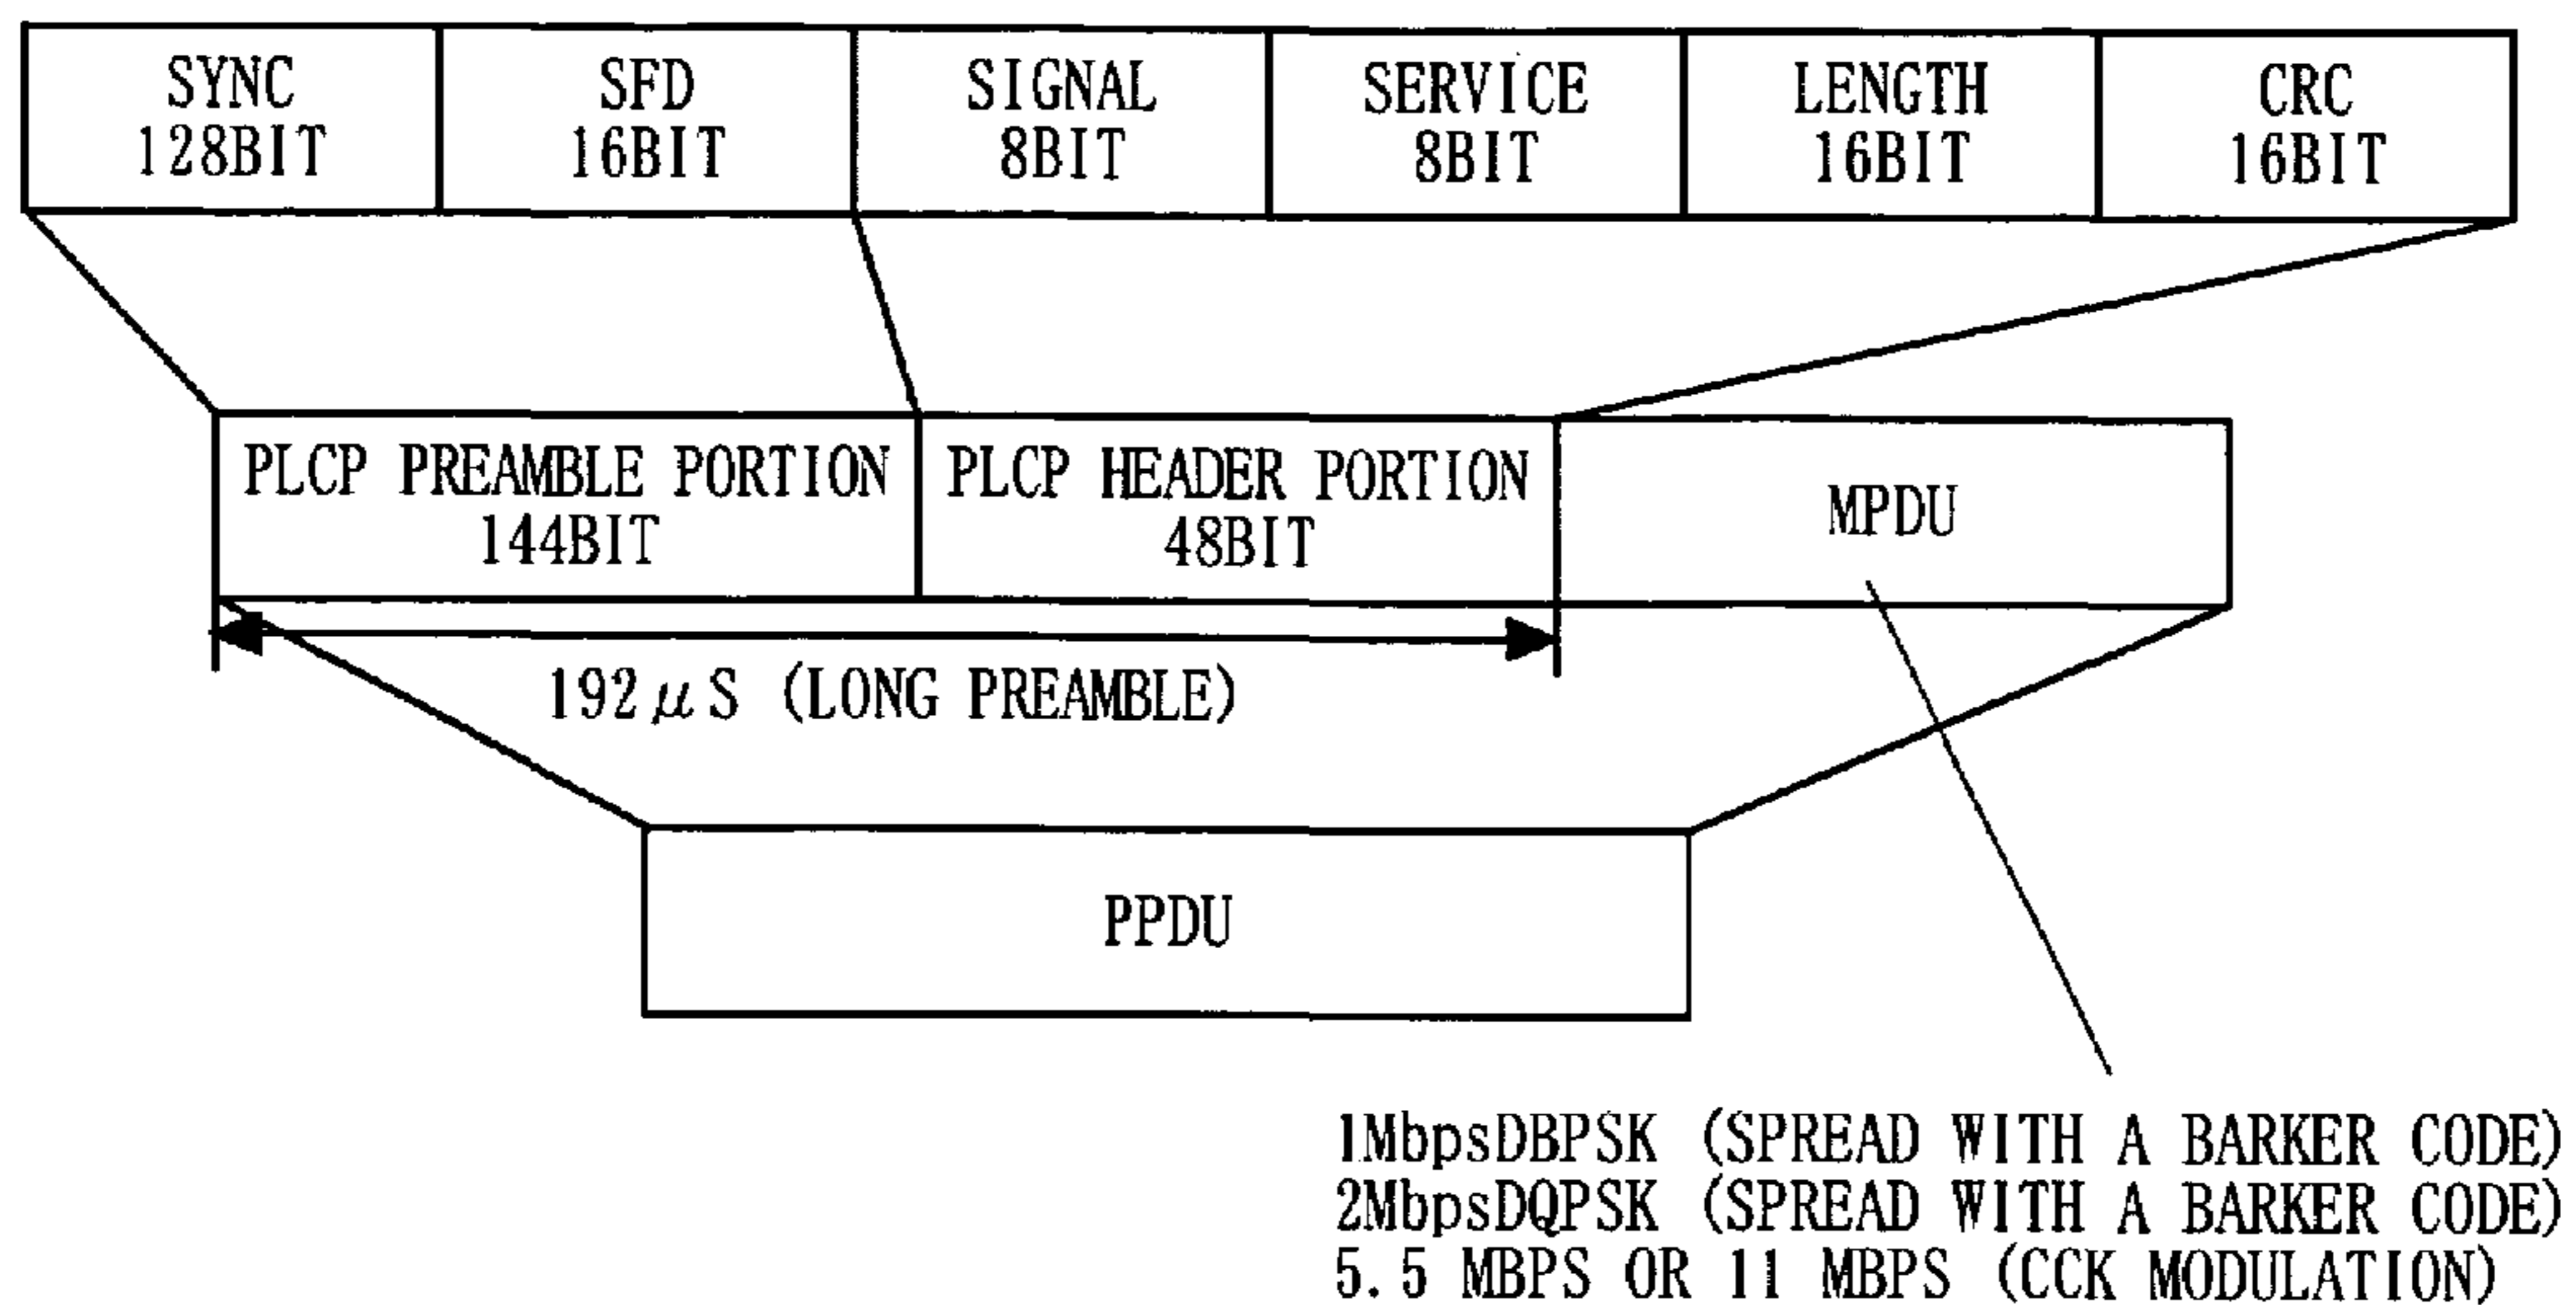 SYNC
128BIT
SFD
16BIT
SIGNAL
8BIT
SERVICE
8BIT
LENGTH
16BIT
CRC
16BIT
PLCP PREAMBLE PORTION
144BIT
PLCP HEADER PORTION
48BIT
MPDU
192μS (LONG PREAMBLE)
PPDU
1MbpsDBPSK (SPREAD WITH A BARKER CODE)
2MbpsDQPSK (SPREAD WITH A BARKER CODE)
5.5 MBPS OR 11 MBPS (CCK MODULATION)